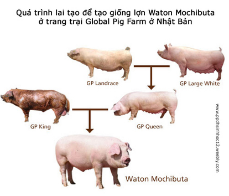 Quá trình lai tạo để tạo giống lợn Waton Mochibuta
ở trang trại Global Pig Farm ở Nhật Bản
GP Landrace
GP Large White
GP King
GP Queen
Waton Mochibuta